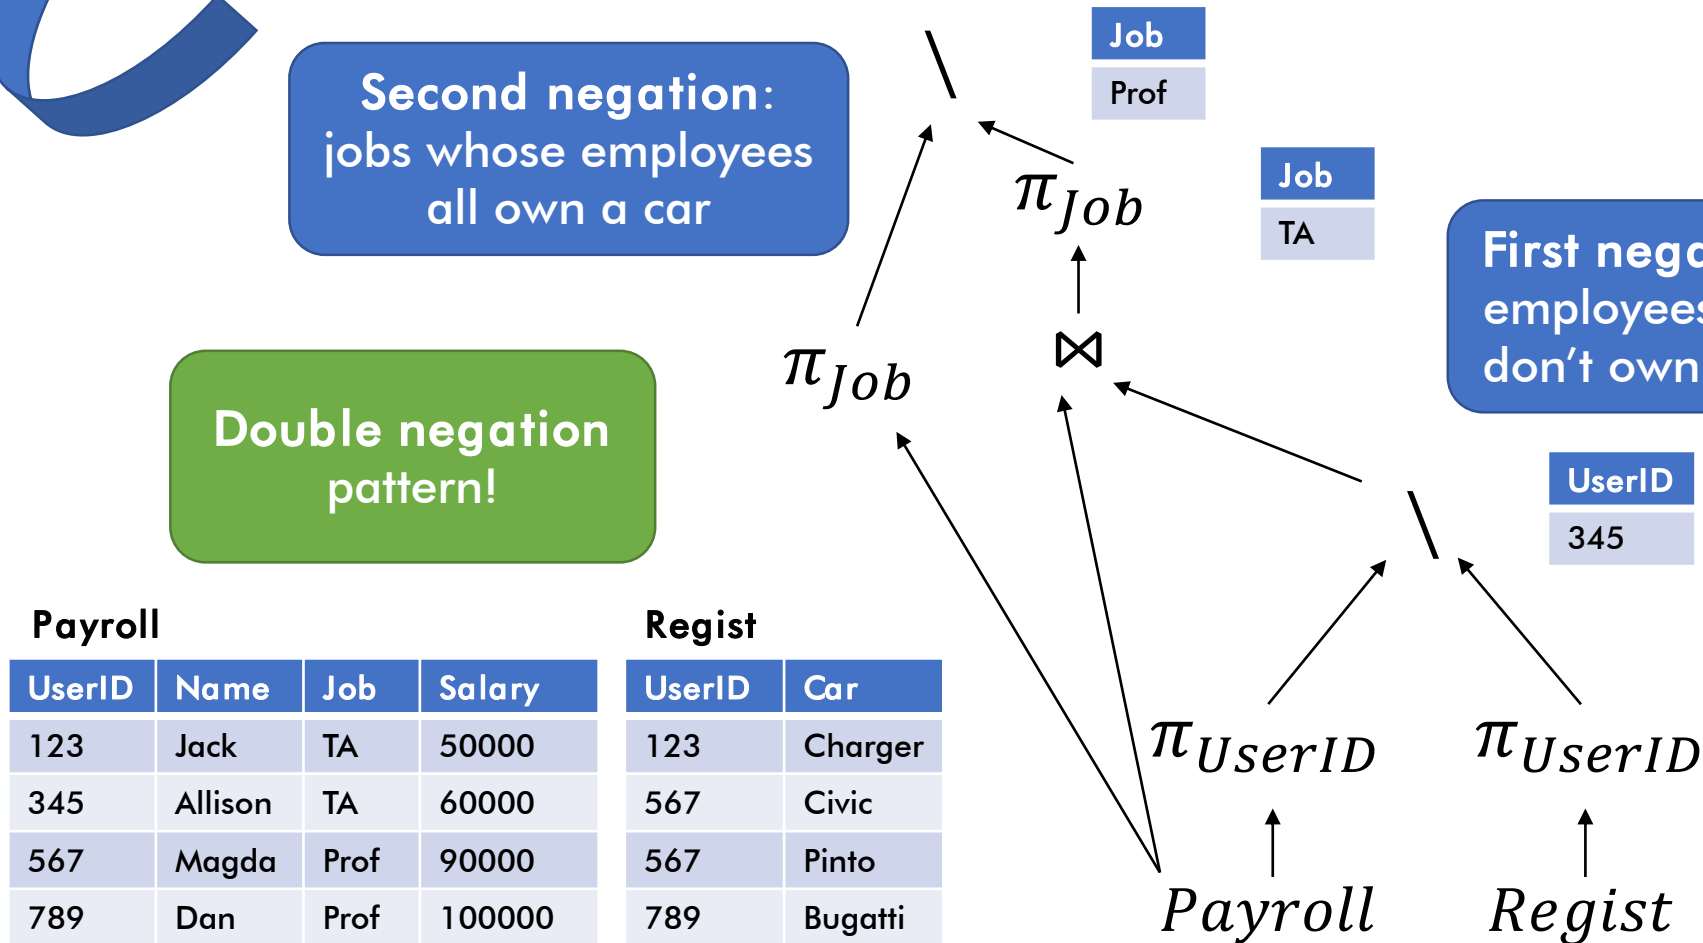 Second negation:
jobs whose employees
all own a car
\
Job
Prof
π_Job
Job
TA
First
employees
don't own
π_Job
⋈
Double negation
pattern!
\
UserID
345
Payroll
UserID Name Job Salary
123 Jack TA 50000
345 Allison TA 60000
567 Magda Prof 90000
789 Dan Prof 100000
Regist
UserID Car
123 Charger
567 Civic
567 Pinto
789 Bugatti
π_UserID π_UserID
Payroll Regist